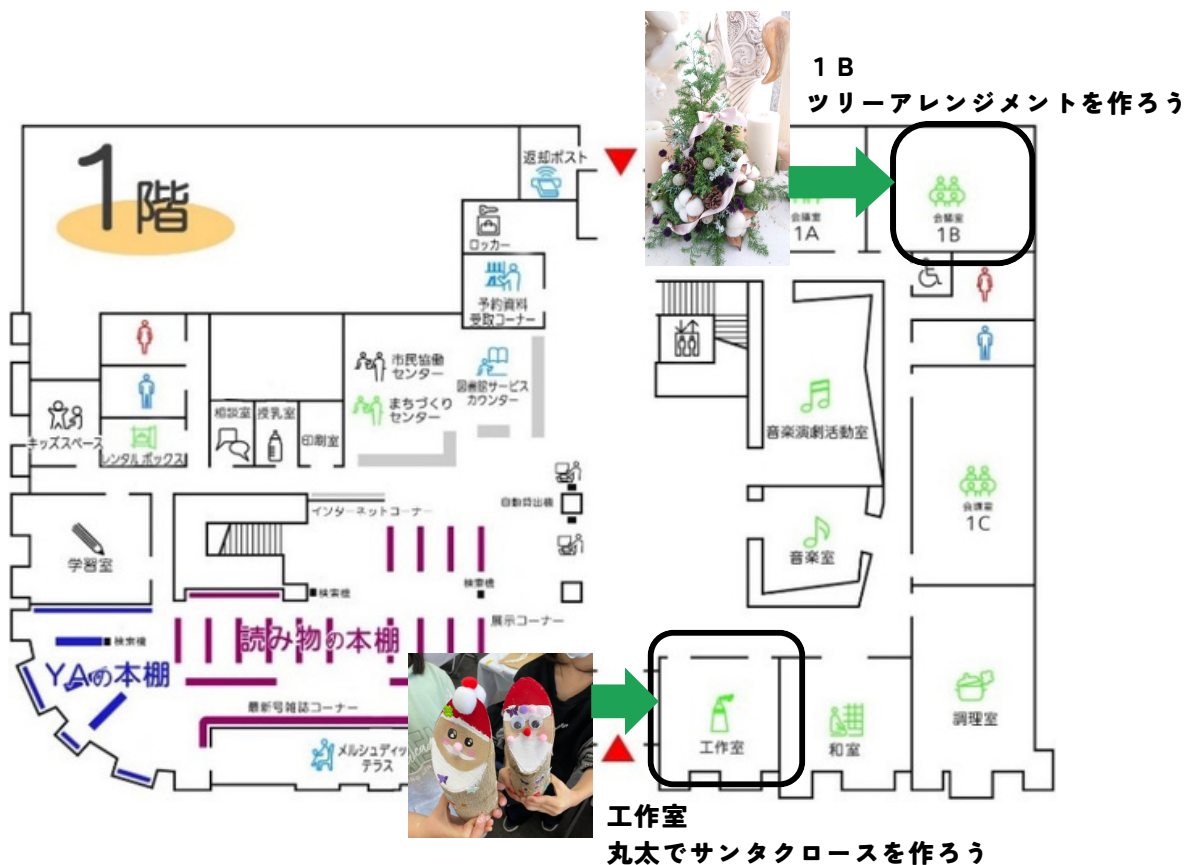 1B
ツリーアレンジメントを作ろう
1階
返却ポスト
ロッカー
予約資料
受取コーナー
会議室
1A
会議室
1B
市民協働
センター
まちづくり
センター
図書館サービス
カウンター
相談室
授乳室
印刷室
キッズスペース
レンタルボックス
音楽演劇活動室
会議室
1C
自動貸出機
インターネットコーナー
学習室
音楽室
検索機
検索機
検索機
展示コーナー
読み物の本棚
YAの本棚
最新号雑誌コーナー
メルシュディッ
テラス
工作室
和室
調理室
工作室
丸太でサンタクロースを作ろう